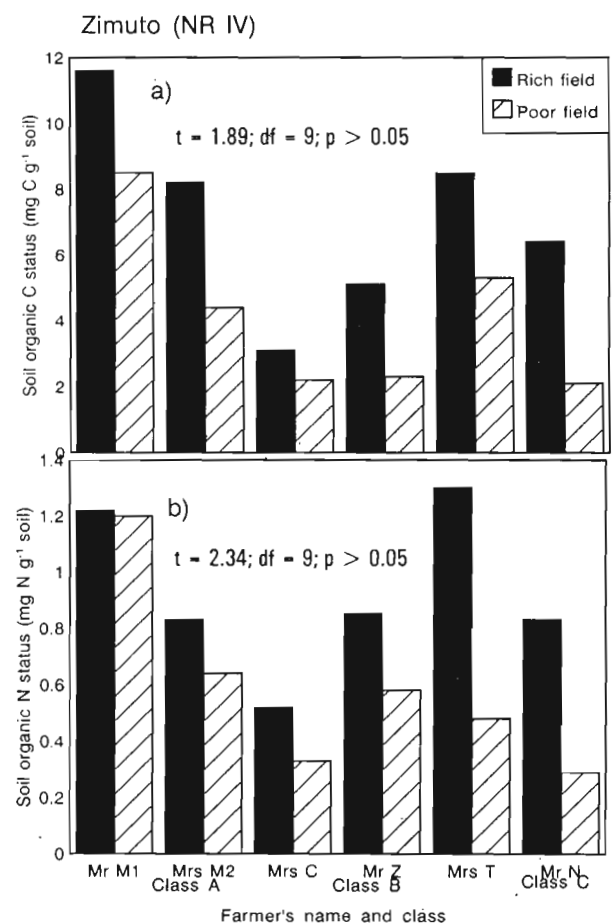 Zimuto (NR IV)
12
10
8
6
4
2
0
Soil organic C status (mg C g⁻¹ soil)
a)
t = 1.89; df = 9; p > 0.05
Rich field
Poor field
1.4
1.2
1
0.8
0.6
0.4
0.2
0
Soil organic N status (mg N g⁻¹ soil)
b)
t = 2.34; df = 9; p > 0.05
Mr M1 Mrs M2 Mrs C Mr Z Mrs T Mr N
Class A Class B Class C
Farmer's name and class